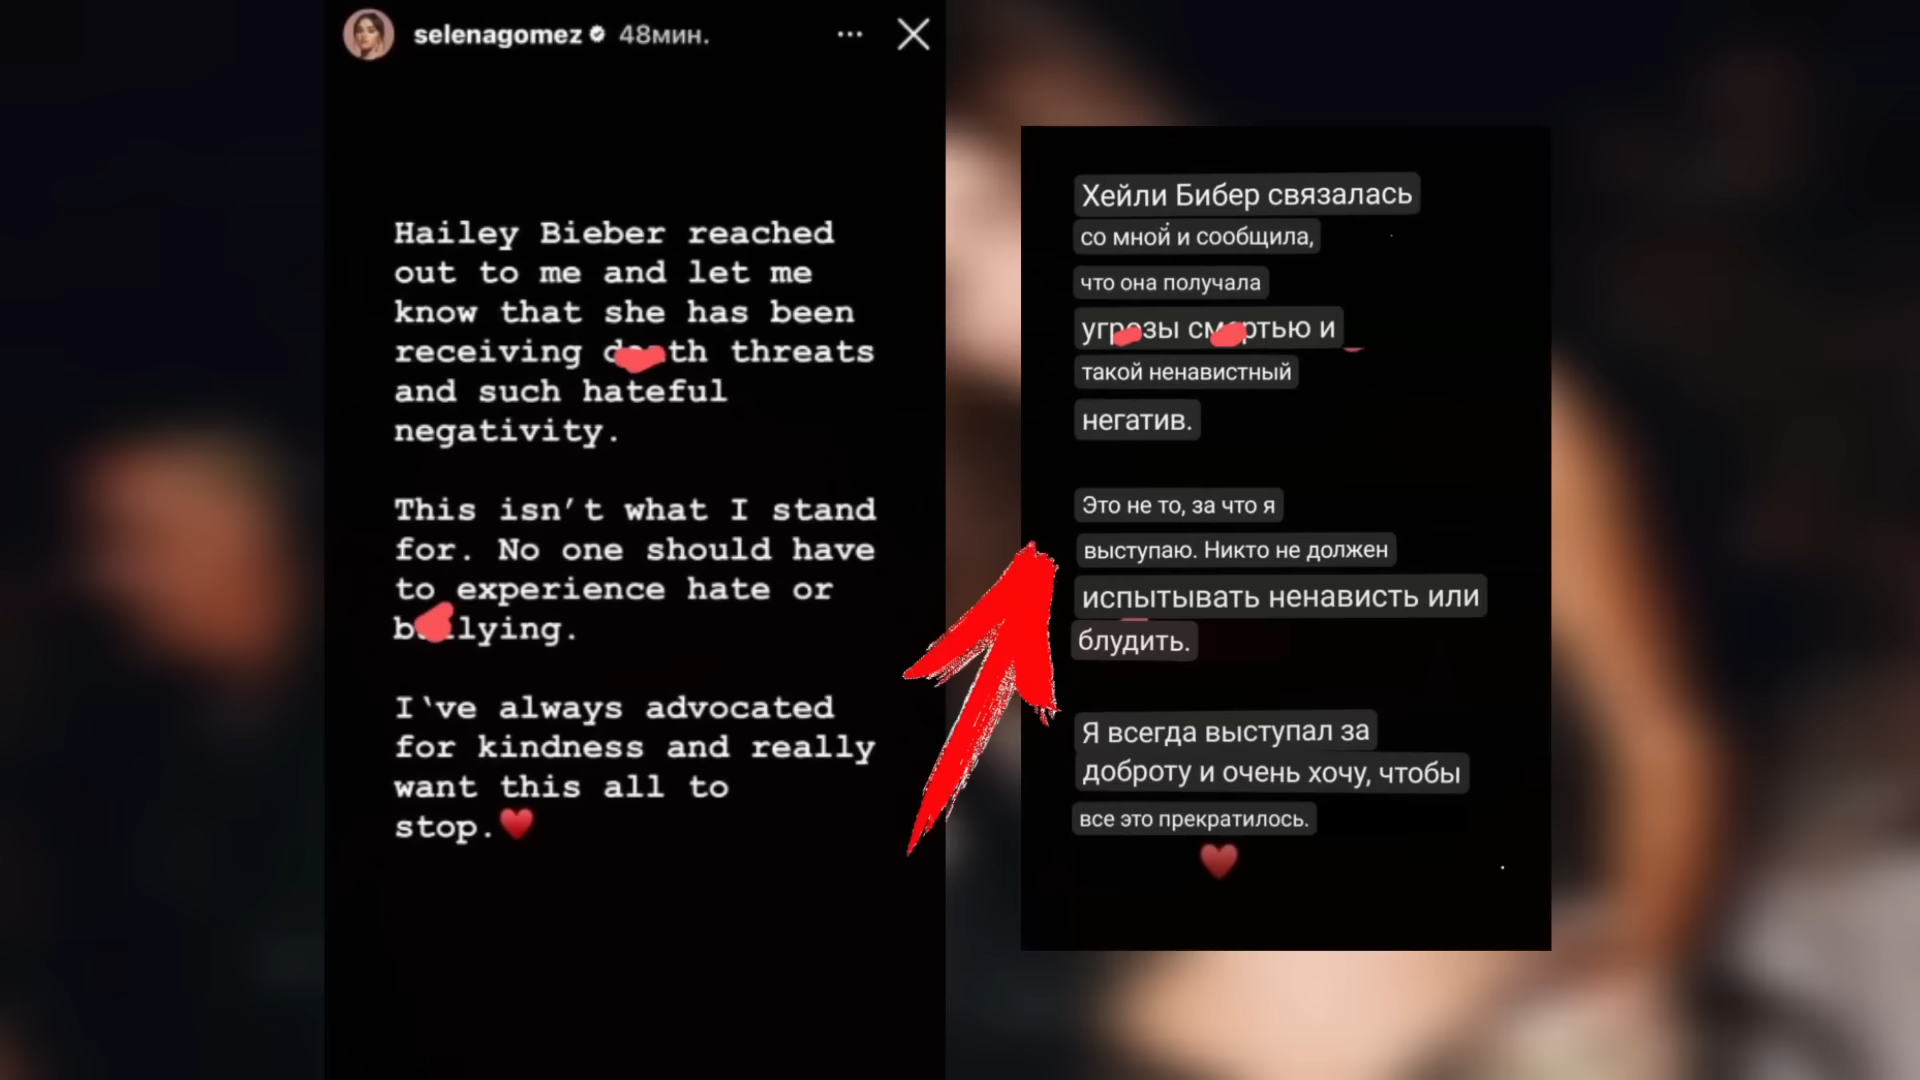 selenagomez 48мин.
Hailey Bieber reached
out to me and let me
know that she has been
receiving threats
and such hateful
negativity.
This isn’t what I stand
for. No one should have
to experience hate or
I‘ve always advocated
for kindness and really
want this all to
stop.❤️
Хейли Бибер связалась
со мной и сообщила,
что она получала
угрозы и
такой ненавистный
негатив.
Это не то, за что я
выступаю. Никто не должен
испытывать ненависть или
блудить.
Я всегда выступал за
доброту и очень хочу, чтобы
все это прекратилось.
❤️